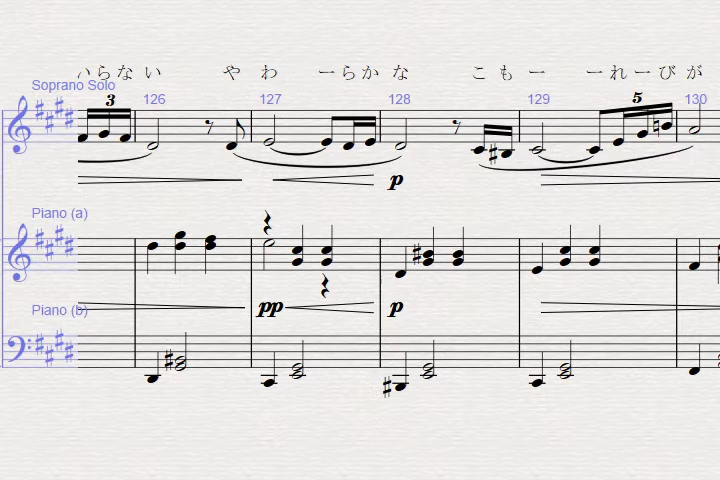 いらない や わ ーらか な こ も ー ーれーび が
Soprano Solo
3 126 127 128 129 5 130
p
Piano (a)
pp p
Piano (b)